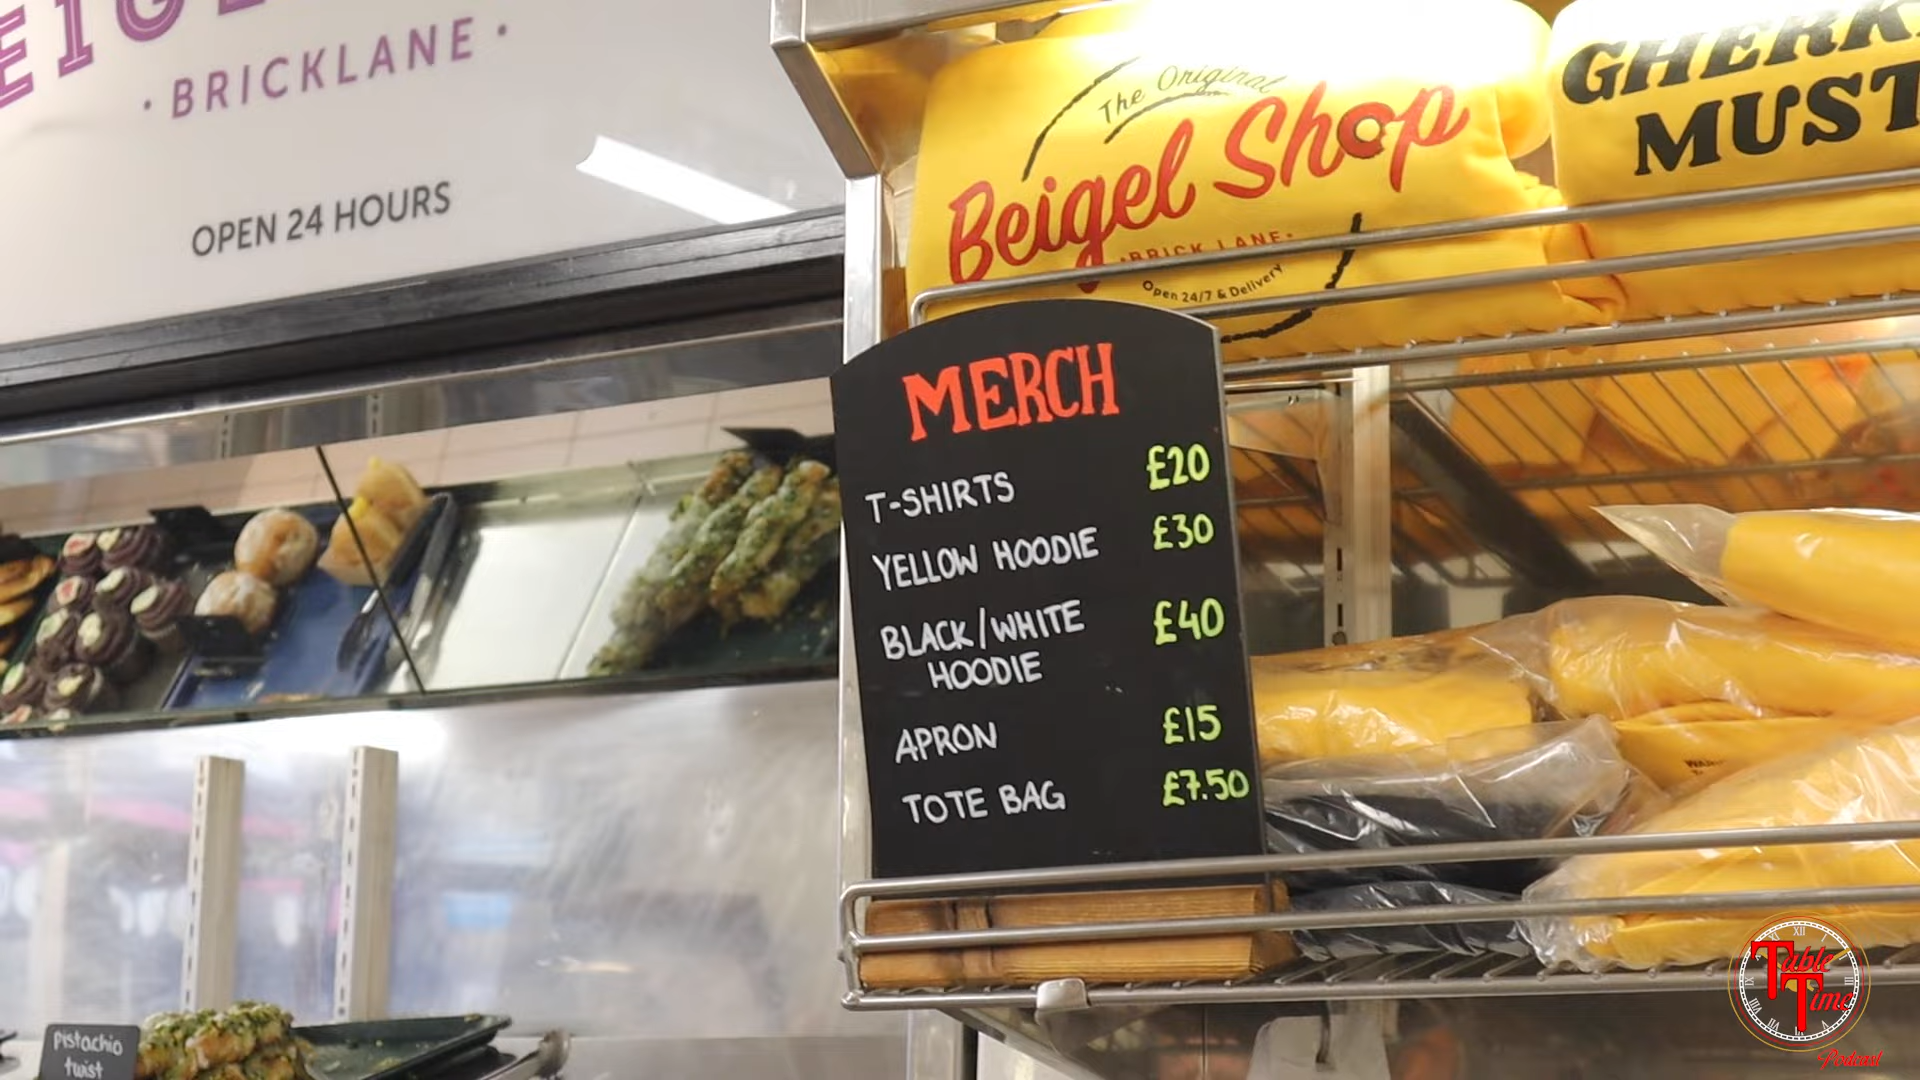 · BRICKLANE ·
OPEN 24 HOURS
The Original
Beigel Shop
·BRICK LANE·
Open 24/7 & Delivery
MERCH
T-SHIRTS £20
YELLOW HOODIE £30
BLACK/WHITE £40
HOODIE
APRON £15
TOTE BAG £7.50
pistachio
twist
Table
Time
Podcast